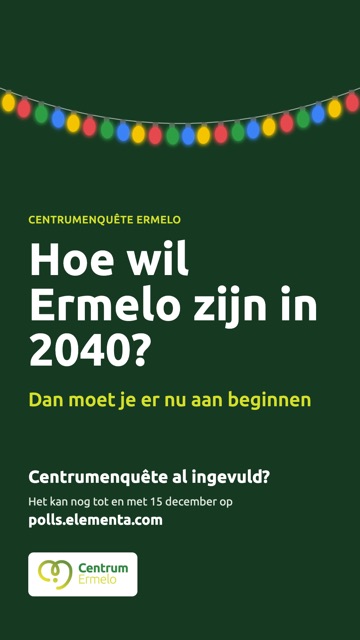 CENTRUMENQUÊTE ERMELO
Hoe wil
Ermelo zijn in
2040?
Dan moet je er nu aan beginnen
Centrumenquête al ingevuld?
Het kan nog tot en met 15 december op
polls.elementa.com
Centrum
Ermelo